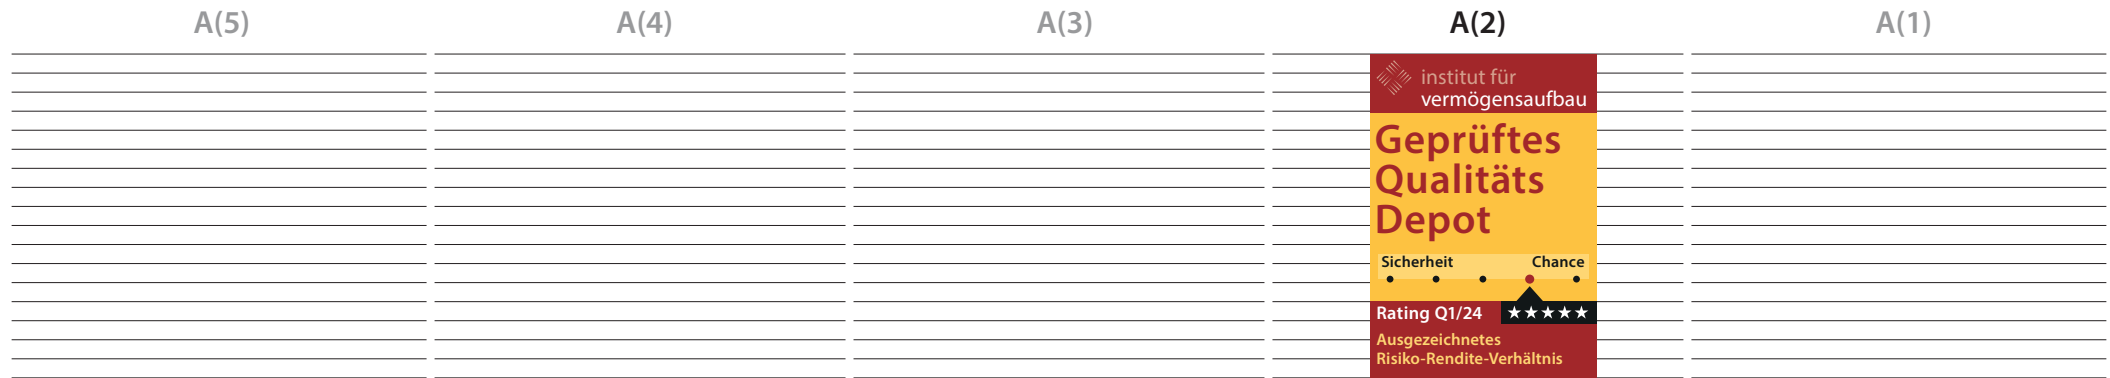 A(5) A(4) A(3) A(2) A(1)
institut für
vermögensaufbau
Geprüftes
Qualitäts
Depot
Sicherheit Chance
Rating Q1/24 ★★★★★
Ausgezeichnetes
Risiko-Rendite-Verhältnis